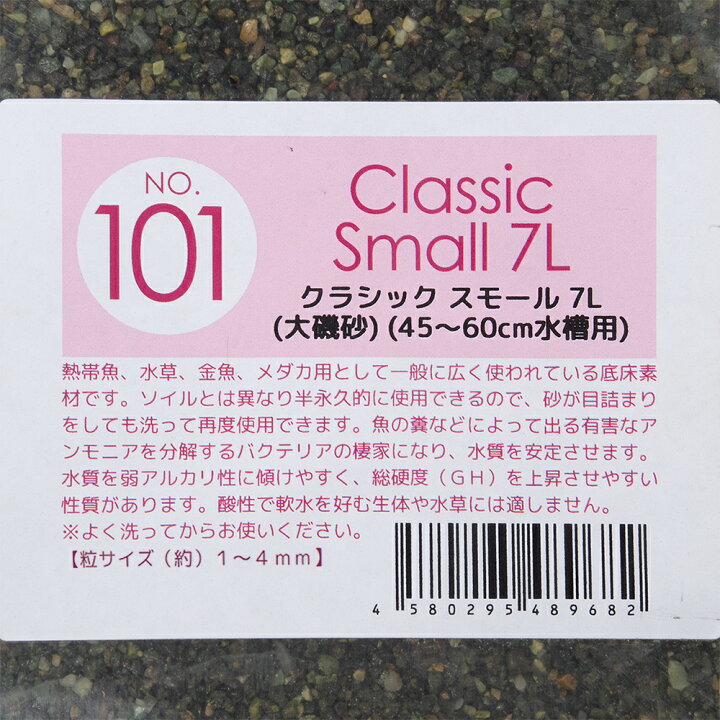 NO.
101
Classic
Small 7L
クラシック スモール 7L
(大磯砂) (45〜60cm水槽用)
熱帯魚、水草、金魚、メダカ用として一般に広く使われている底床素
材です。ソイルとは異なり半永久的に使用できるので、砂が目詰まり
をしても洗って再度使用できます。魚の糞などによって出る有害なア
ンモニアを分解するバクテリアの棲家になり、水質を安定させます。
水質を弱アルカリ性に傾けやすく、総硬度（GH）を上昇させやすい
性質があります。酸性で軟水を好む生体や水草には適しません。
※よく洗ってからお使いください。
【粒サイズ（約）１〜４ｍｍ】
4 580295 489682